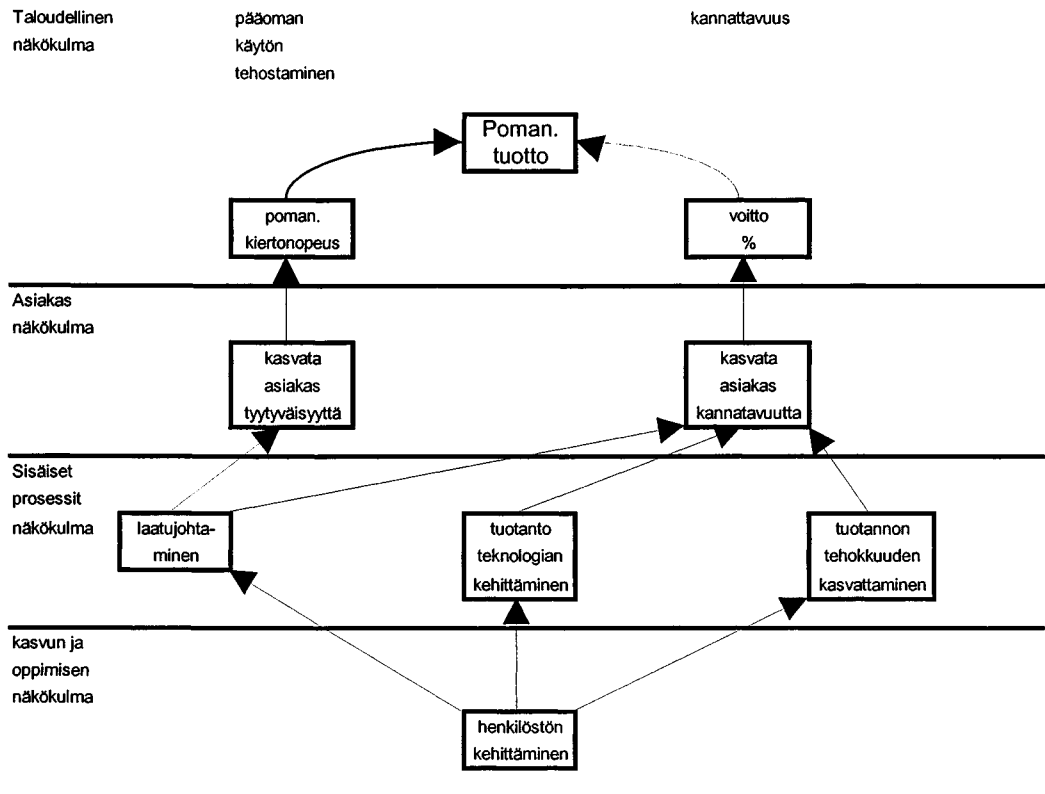 Taloudellinen
näkökulma
pääoman
käytön
tehostaminen
kannattavuus
Poman.
tuotto
poman.
kiertonopeus
voitto
%
Asiakas
näkökulma
kasvata
asiakas
tyytyväisyyttä
kasvata
asiakas
kannatavuutta
Sisäiset
prosessit
näkökulma
laatujohta-
minen
tuotanto
teknologian
kehittäminen
tuotannon
tehokkuuden
kasvattaminen
kasvun ja
oppimisen
näkökulma
henkilöstön
kehittäminen